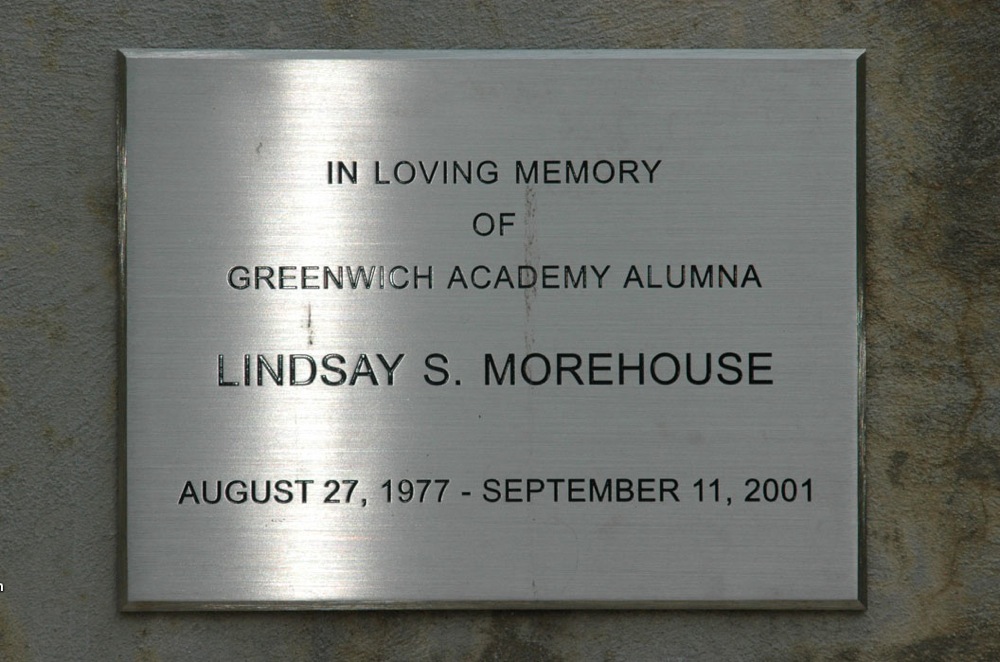 IN LOVING MEMORY
OF
GREENWICH ACADEMY ALUMNA
LINDSAY S. MOREHOUSE
AUGUST 27, 1977 - SEPTEMBER 11, 2001